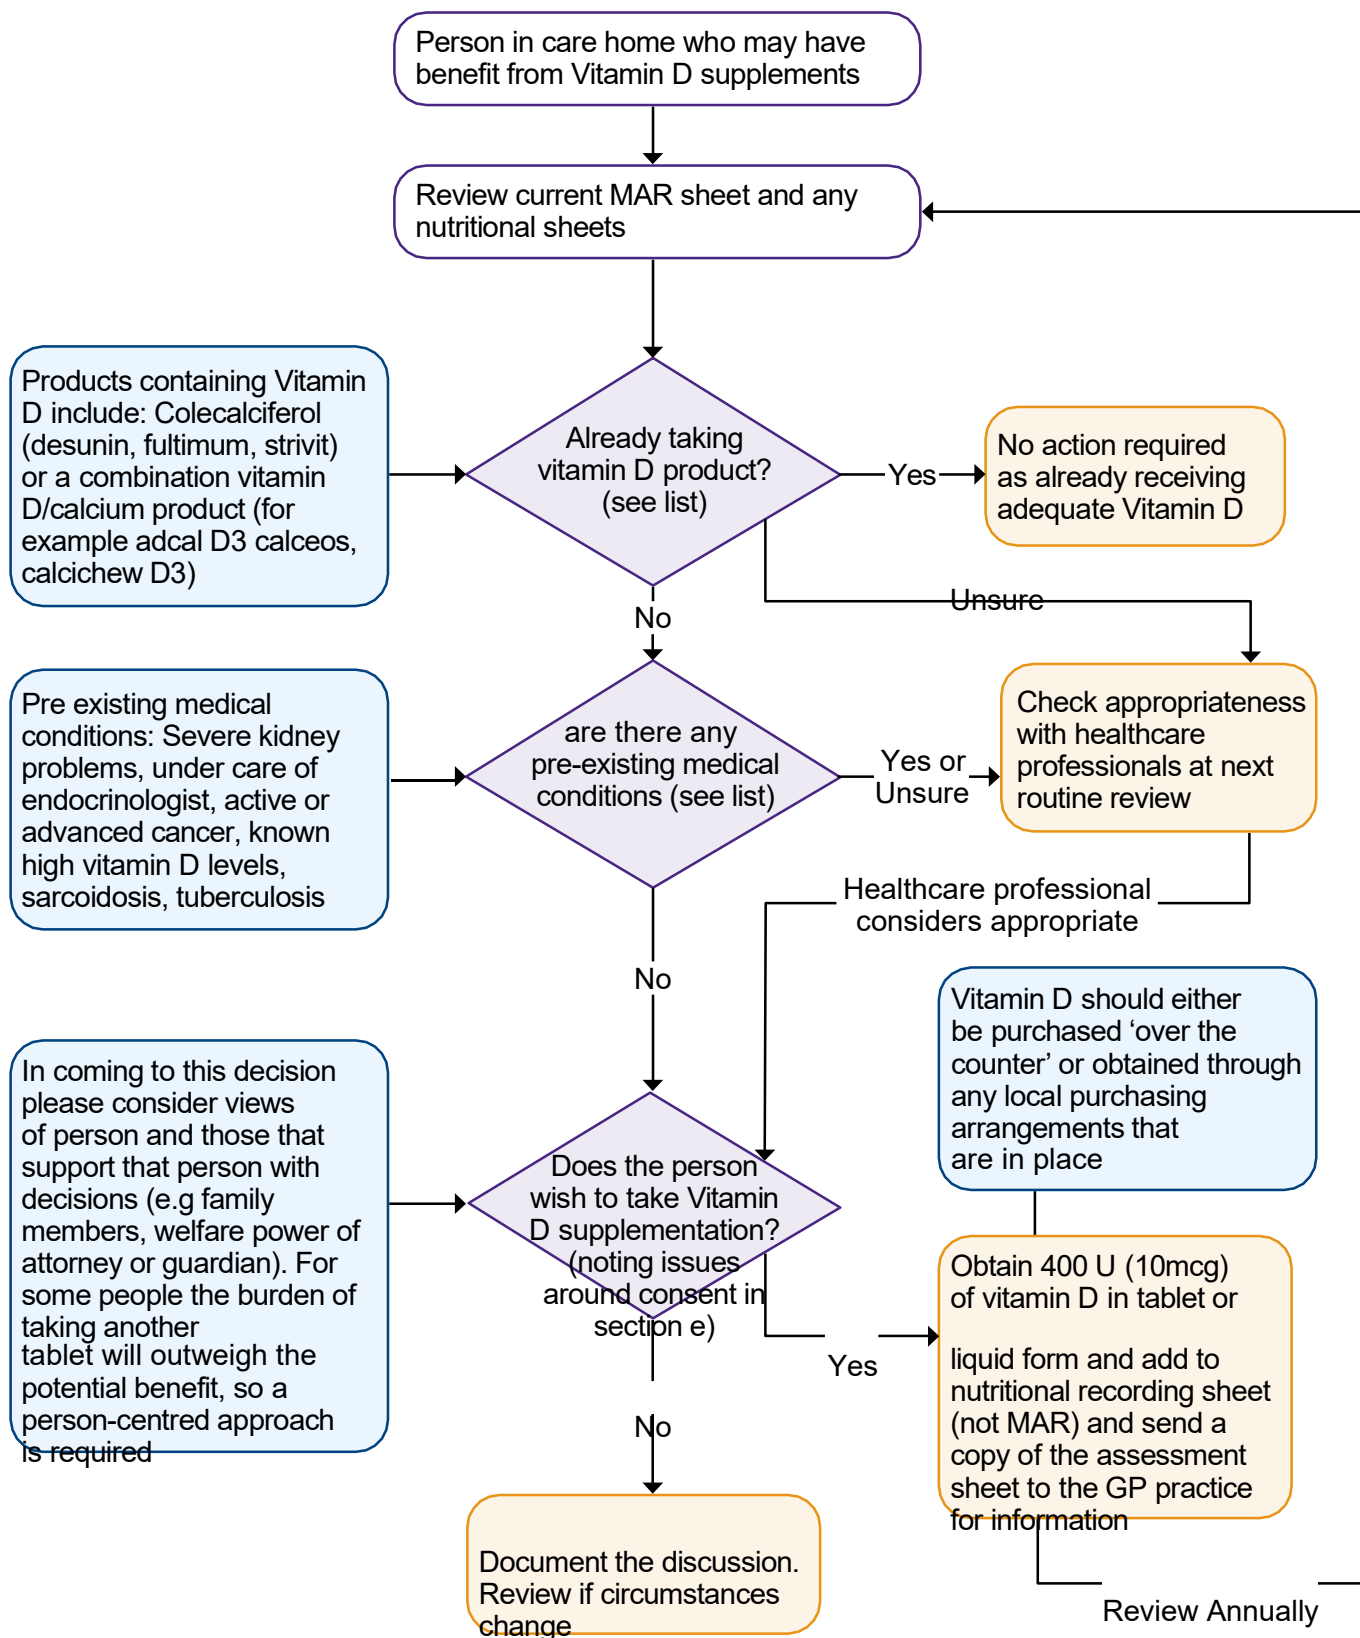 Person in care home who may have
benefit from Vitamin D supplements
Review current MAR sheet and any
nutritional sheets
Products containing Vitamin
D include: Colecalciferol
(desunin, fultimum, strivit)
or a combination vitamin
D/calcium product (for
example adcal D3 calceos,
calcichew D3)
Already taking
vitamin D product?
(see list)
Yes
No action required
as already receiving
adequate Vitamin D
Unsure
No
Pre existing medical
conditions: Severe kidney
problems, under care of
endocrinologist, active or
advanced cancer, known
high vitamin D levels,
sarcoidosis, tuberculosis
are there any
pre-existing medical
conditions (see list)
Yes or
Unsure
Check appropriateness
with healthcare
professionals at next
routine review
Healthcare professional
considers appropriate
No
Vitamin D should either
be purchased ‘over the
counter’ or obtained through
any local purchasing
arrangements that
are in place
In coming to this decision
please consider views
of person and those that
support that person with
decisions (e.g family
members, welfare power of
attorney or guardian). For
some people the burden of
taking another
tablet will outweigh the
potential benefit, so a
person-centred approach
is required
Does the person
wish to take Vitamin
D supplementation?
(noting issues
around consent in
section e)
Yes
Obtain 400 U (10mcg)
of vitamin D in tablet or
liquid form and add to
nutritional recording sheet
(not MAR) and send a
copy of the assessment
sheet to the GP practice
for information
No
Document the discussion.
Review if circumstances
change
Review Annually